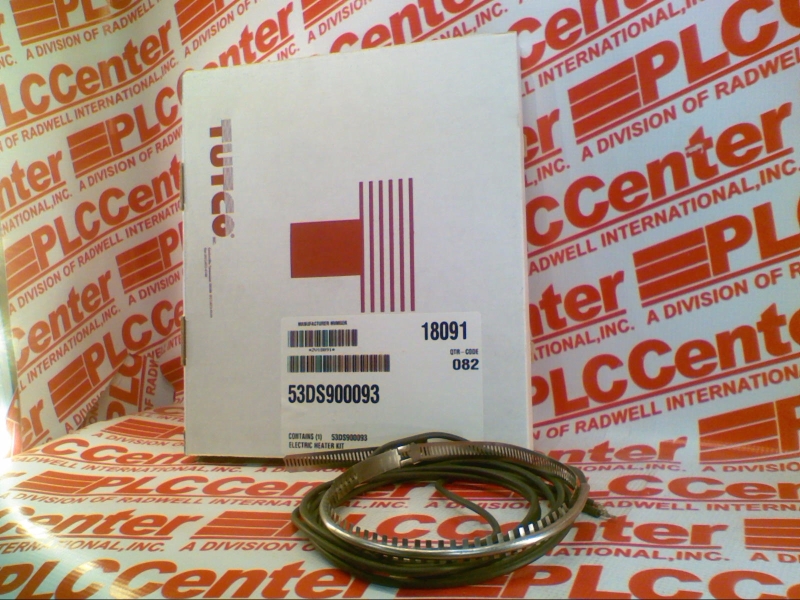 TUTCO
MANUFACTURER NUMBER
18091
QTR - CODE
082
53DS900093
CONTAINS (1) 53DS900093
ELECTRIC HEATER KIT
PLCCenter
A DIVISION OF RADWELL INTERNATIONAL, INC.